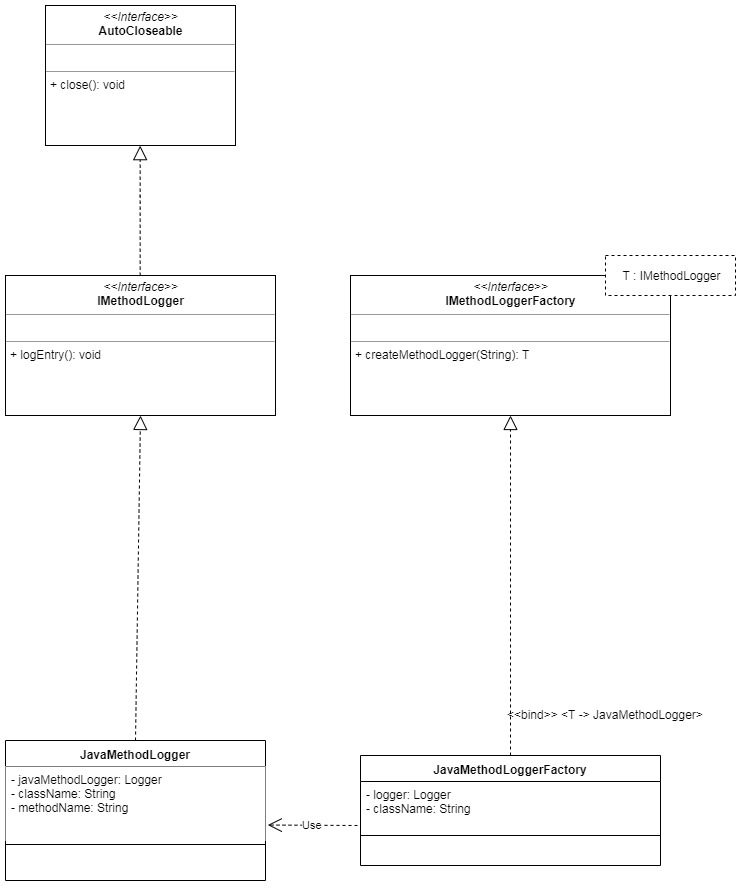 <<Interface>>
AutoCloseable
+ close(): void
<<Interface>>
IMethodLogger
+ logEntry(): void
T : IMethodLogger
<<Interface>>
IMethodLoggerFactory
+ createMethodLogger(String): T
<<bind>> <T -> JavaMethodLogger>
JavaMethodLogger
- javaMethodLogger: Logger
- className: String
- methodName: String
Use
JavaMethodLoggerFactory
- logger: Logger
- className: String